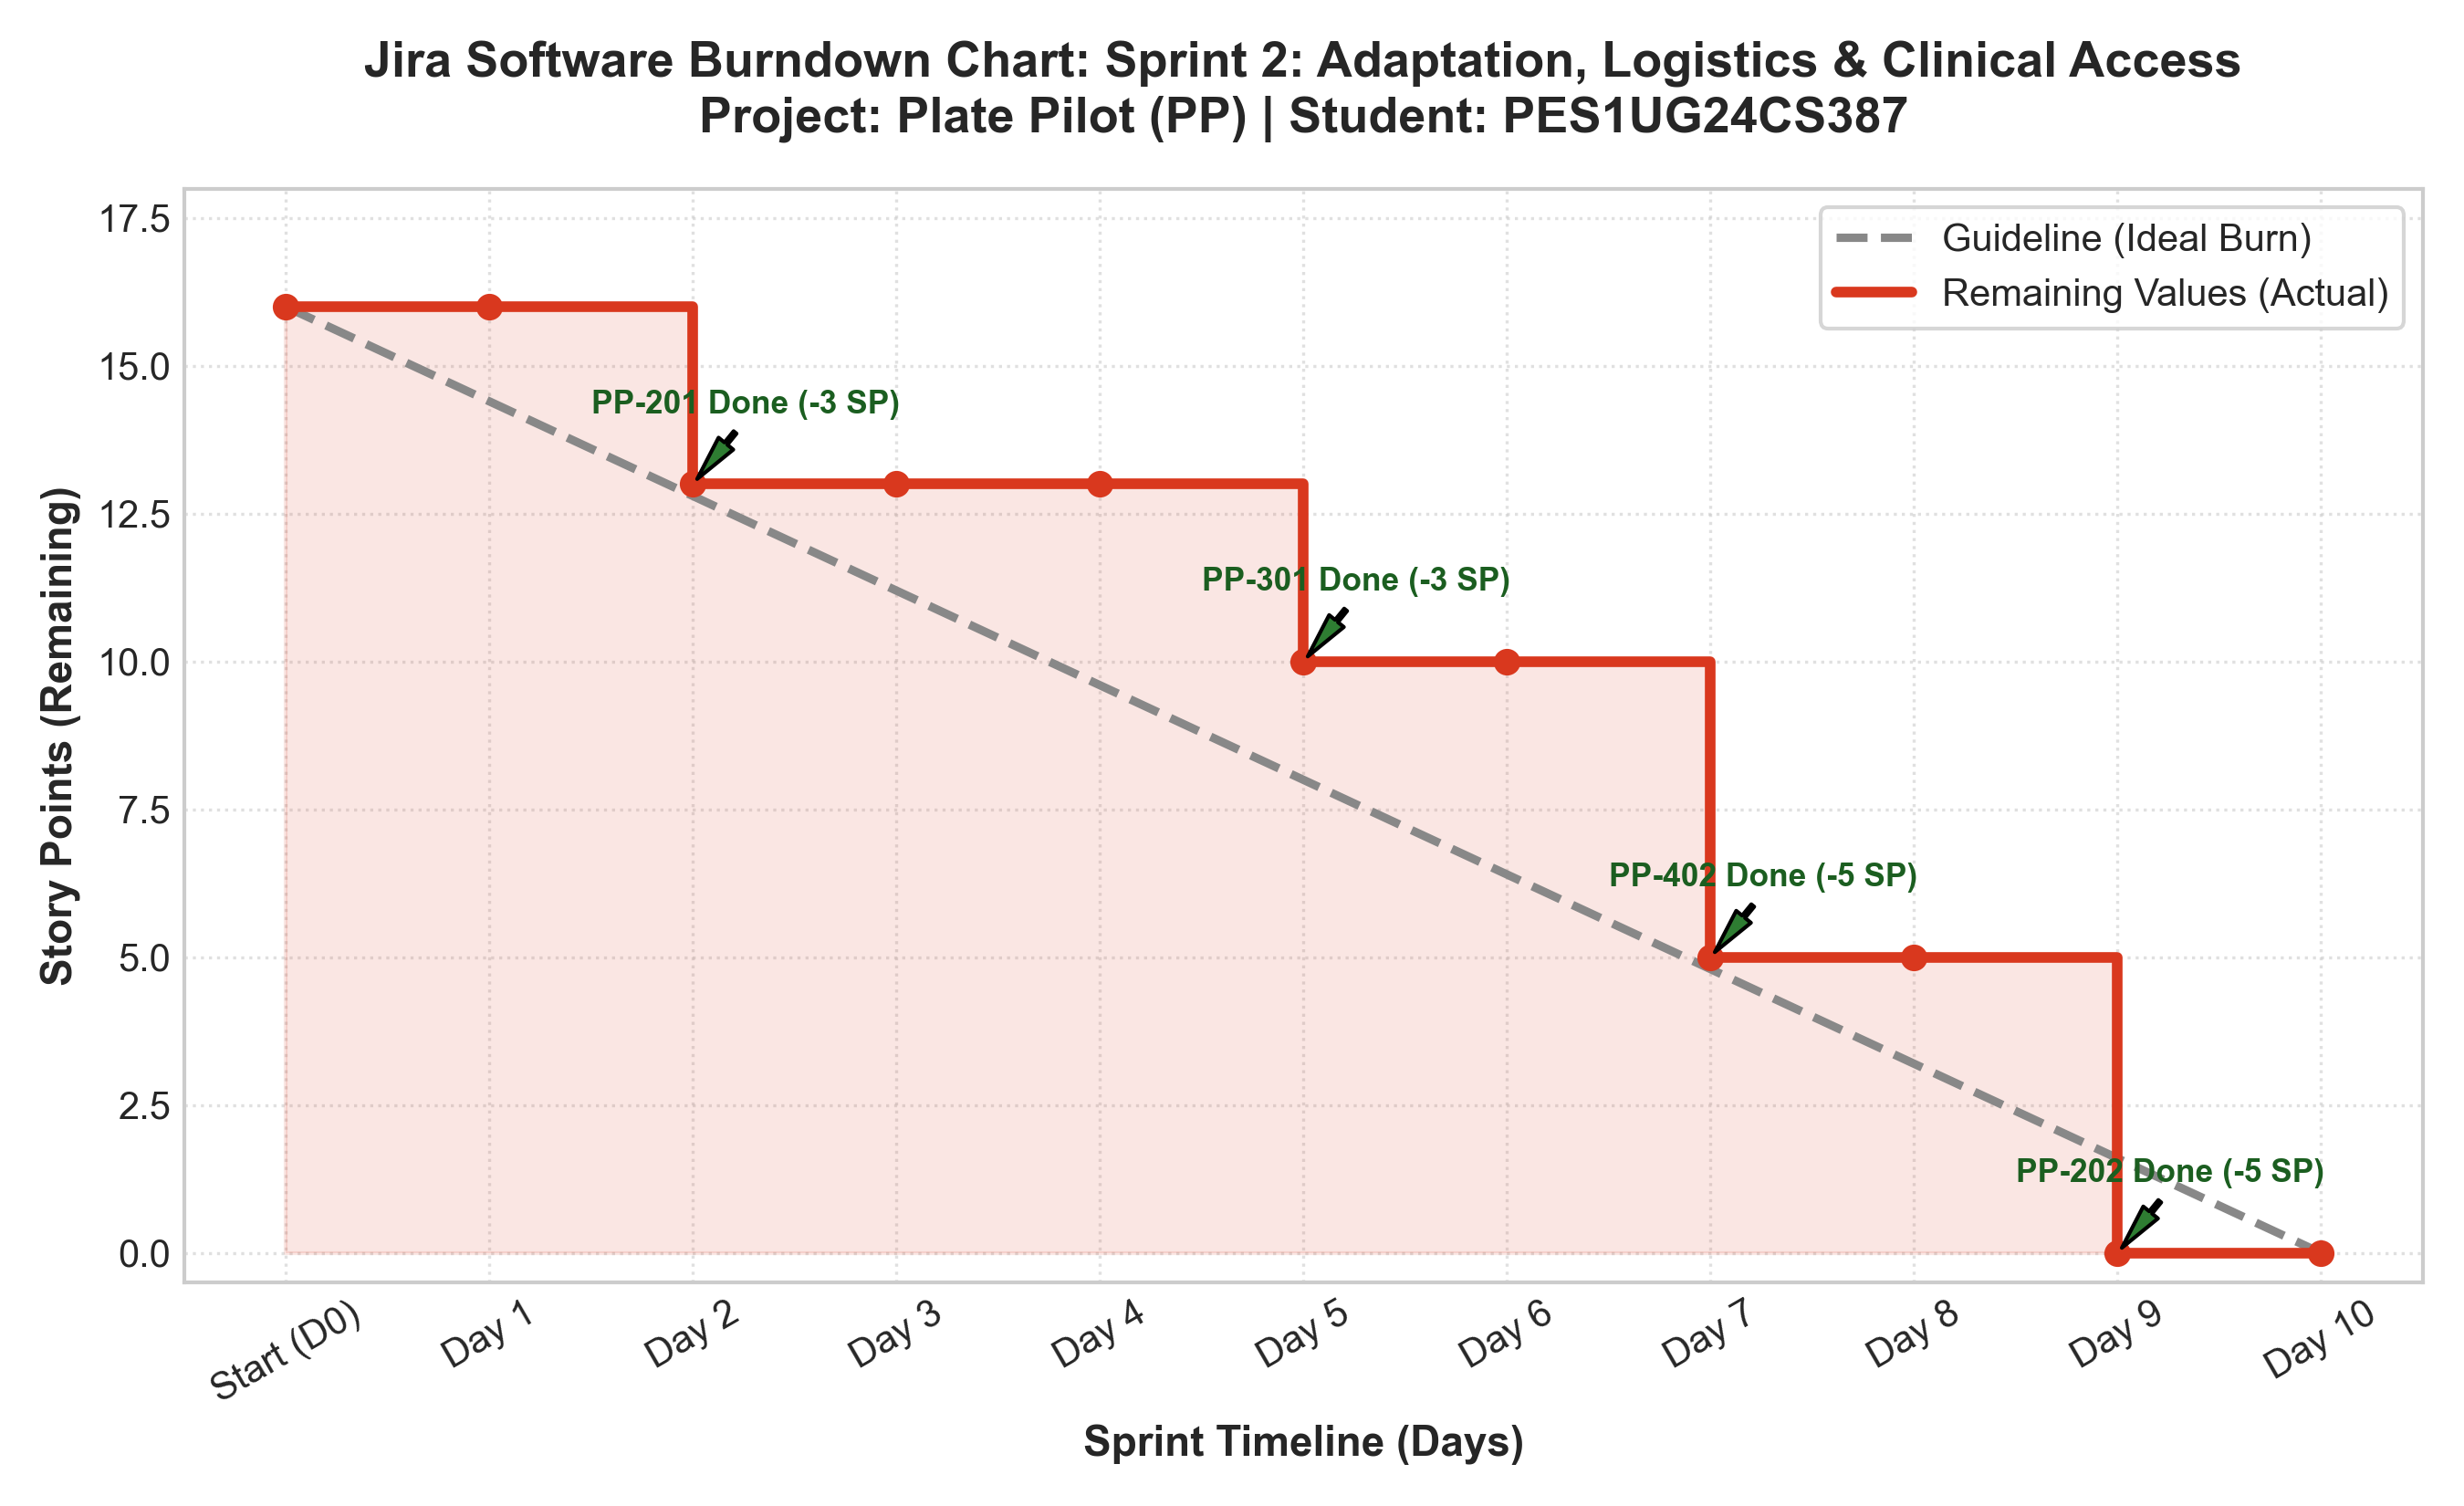 Jira Software Burndown Chart: Sprint 2: Adaptation, Logistics & Clinical Access
Project: Plate Pilot (PP) | Student: PES1UG24CS387
Guideline (Ideal Burn)
Remaining Values (Actual)
Story Points (Remaining)
17.5
15.0
12.5
10.0
7.5
5.0
2.5
0.0
PP-201 Done (-3 SP)
PP-301 Done (-3 SP)
PP-402 Done (-5 SP)
PP-202 Done (-5 SP)
Start (D0)
Day 1
Day 2
Day 3
Day 4
Day 5
Day 6
Day 7
Day 8
Day 9
Day 10
Sprint Timeline (Days)